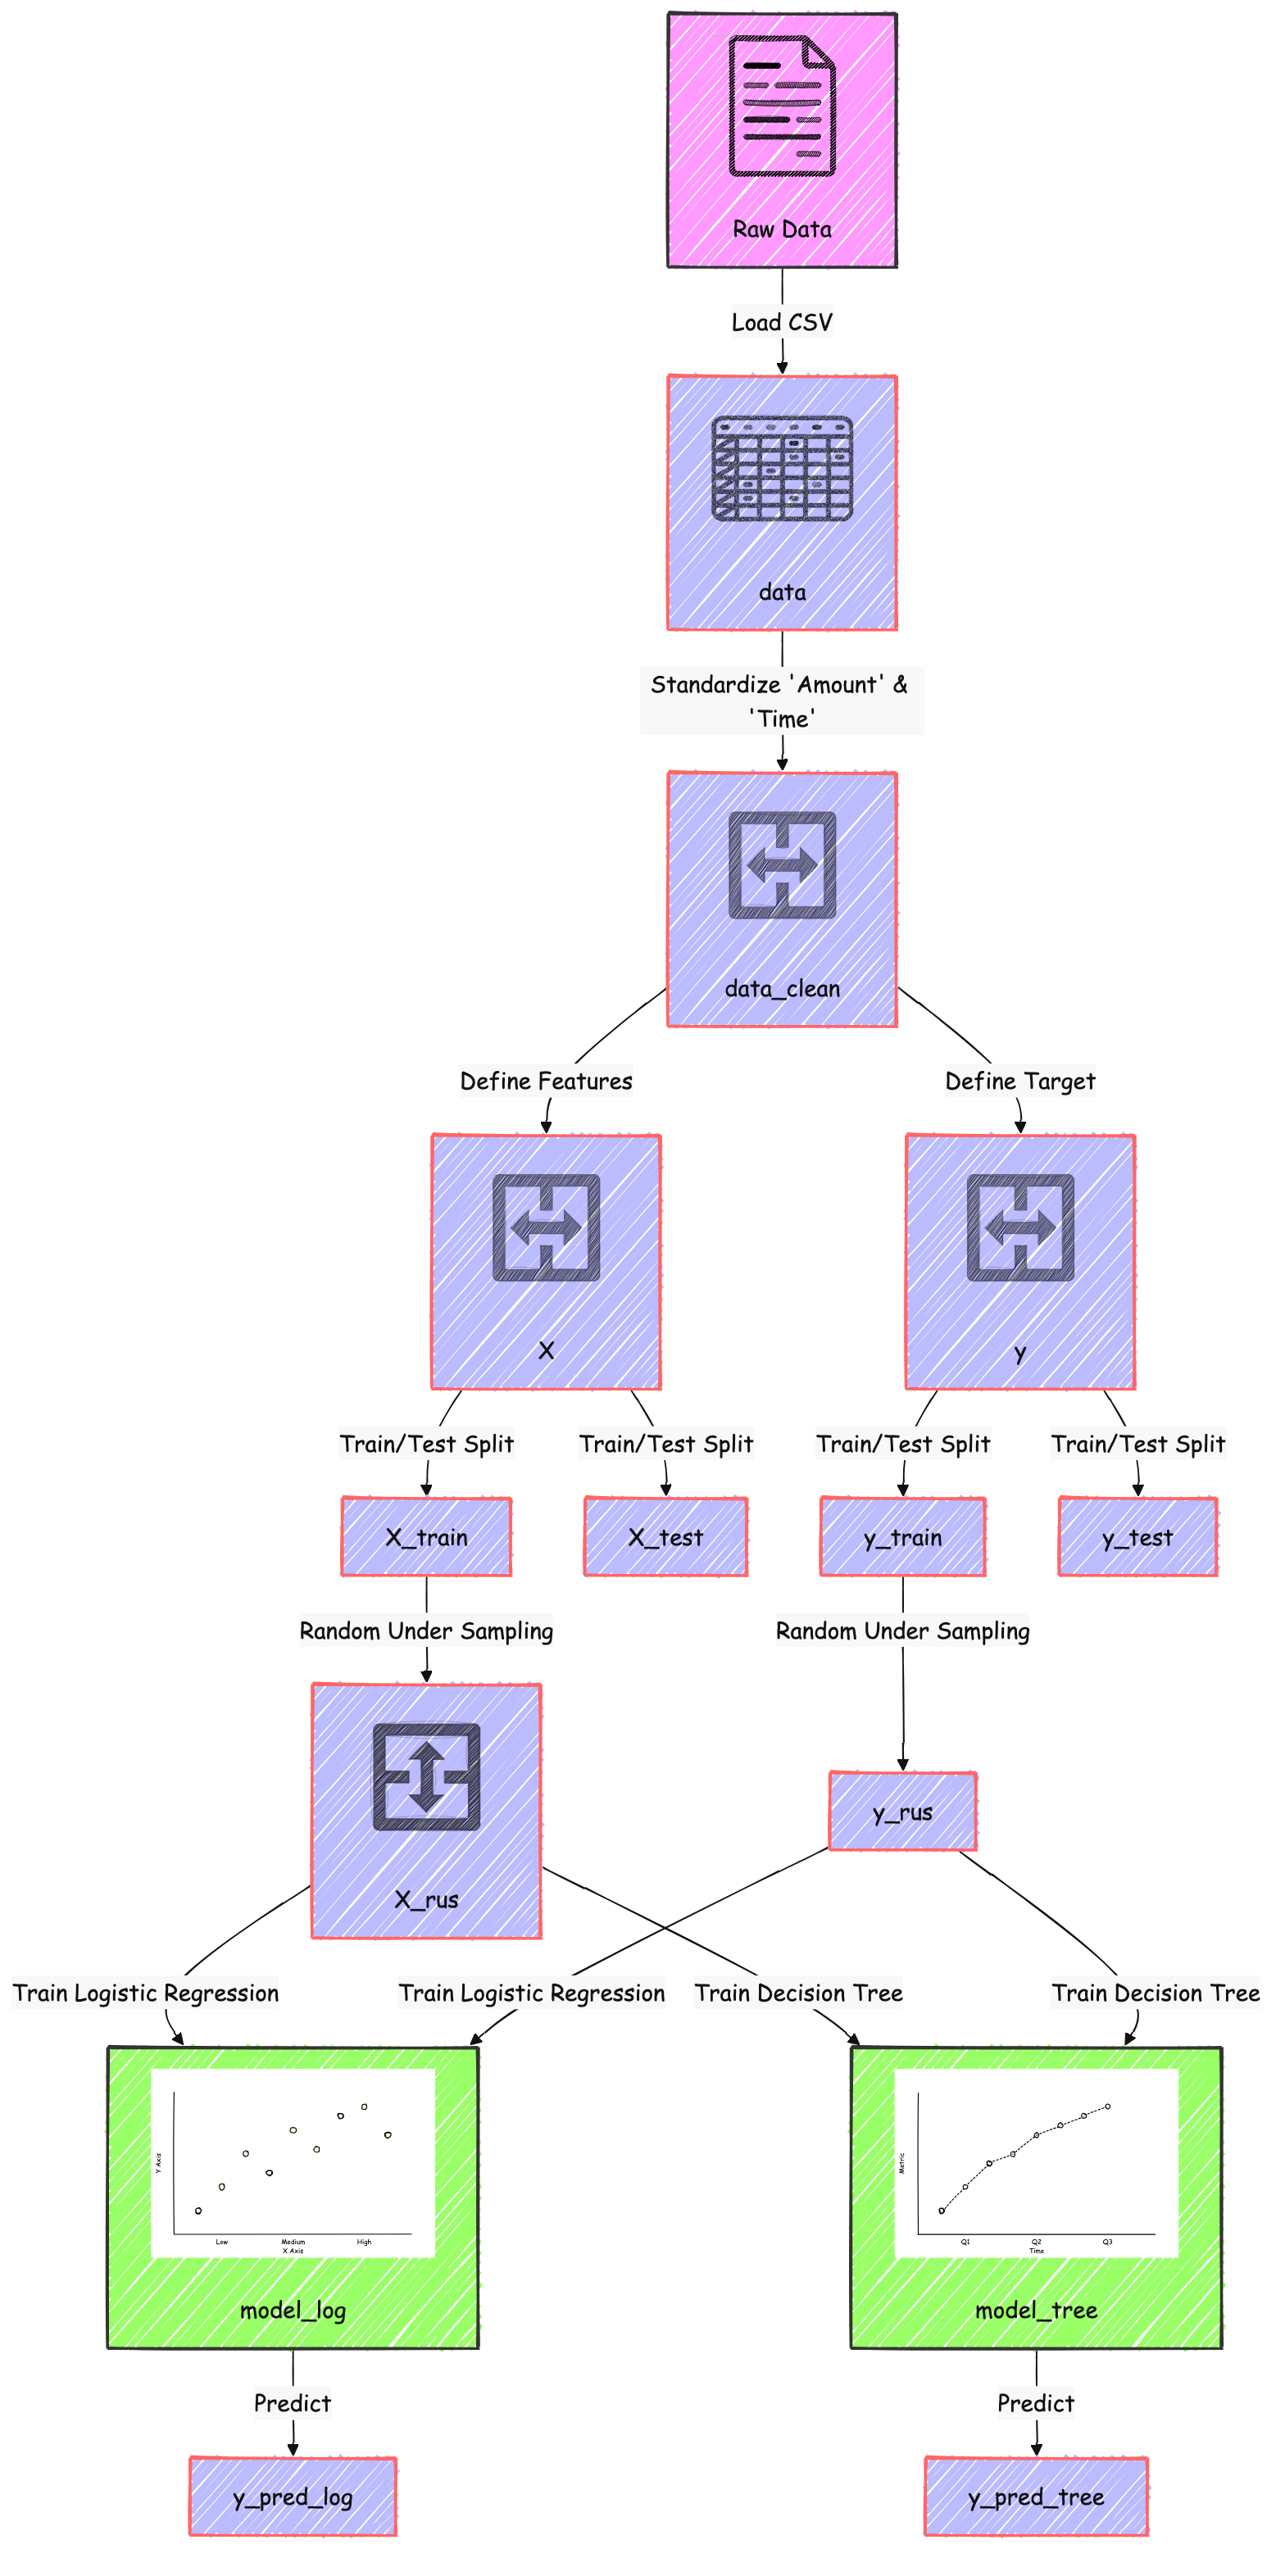 Raw Data
Load CSV
data
Standardize 'Amount' &
'Time'
data_clean
Define Features
Define Target
X
y
Train/Test Split
Train/Test Split
Train/Test Split
Train/Test Split
X_train
X_test
y_train
y_test
Random Under Sampling
Random Under Sampling
X_rus
y_rus
Train Logistic Regression
Train Logistic Regression
Train Decision Tree
Train Decision Tree
Y Axis
Low
Medium
High
X Axis
model_log
Metric
Q1
Q2
Q3
Time
model_tree
Predict
Predict
y_pred_log
y_pred_tree